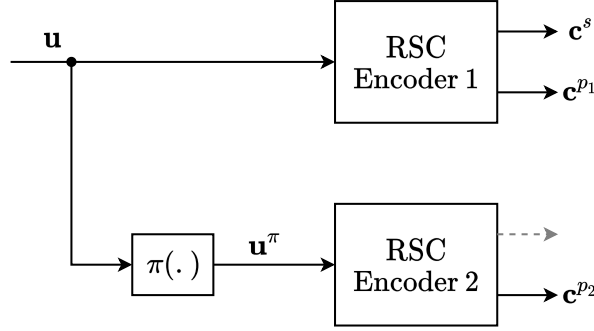 u
RSC
Encoder 1
c^s
c^{p_1}
π(. )
u^π
RSC
Encoder 2
c^{p_2}